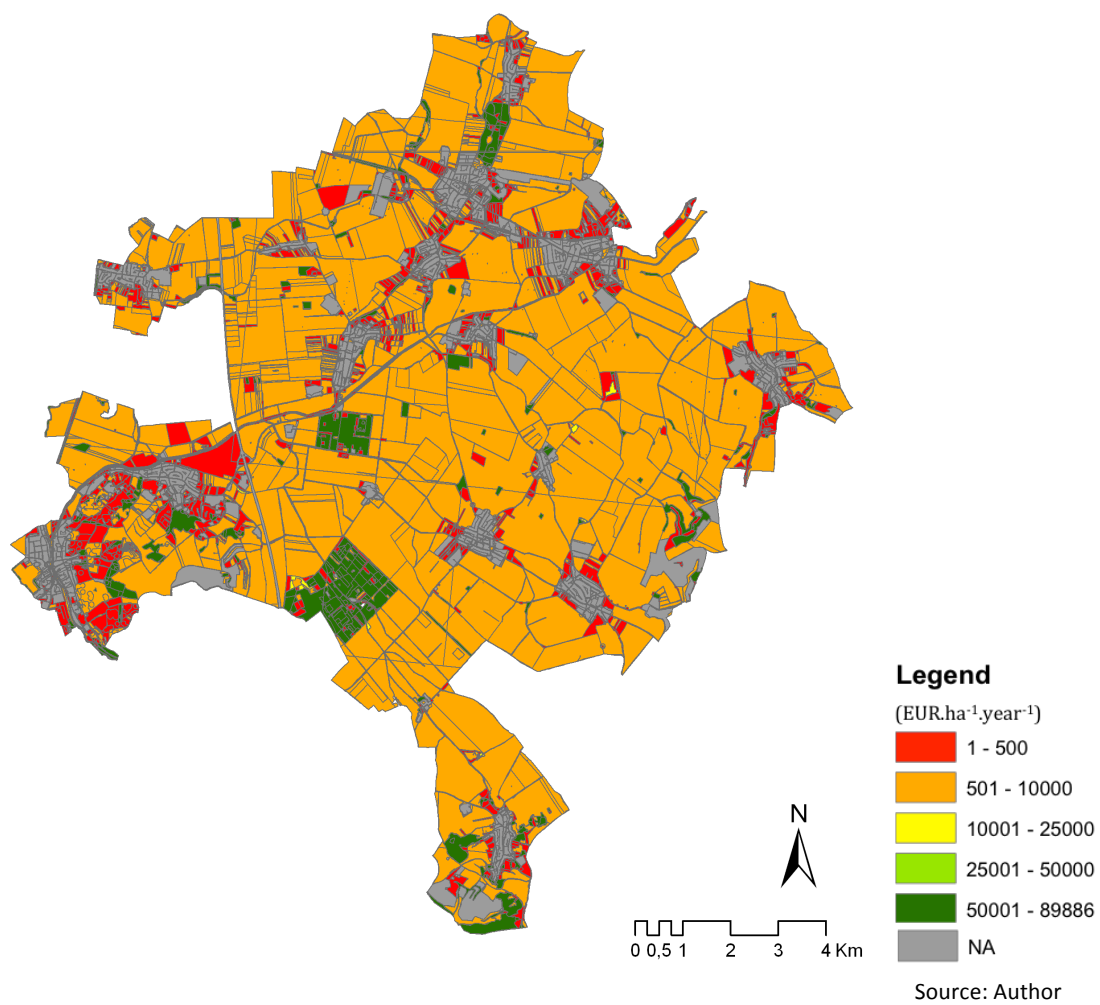 Legend
(EUR.ha⁻¹.year⁻¹)
1 - 500
501 - 10000
10001 - 25000
25001 - 50000
50001 - 89886
NA
N
0 0,5 1 2 3 4 Km
Source: Author